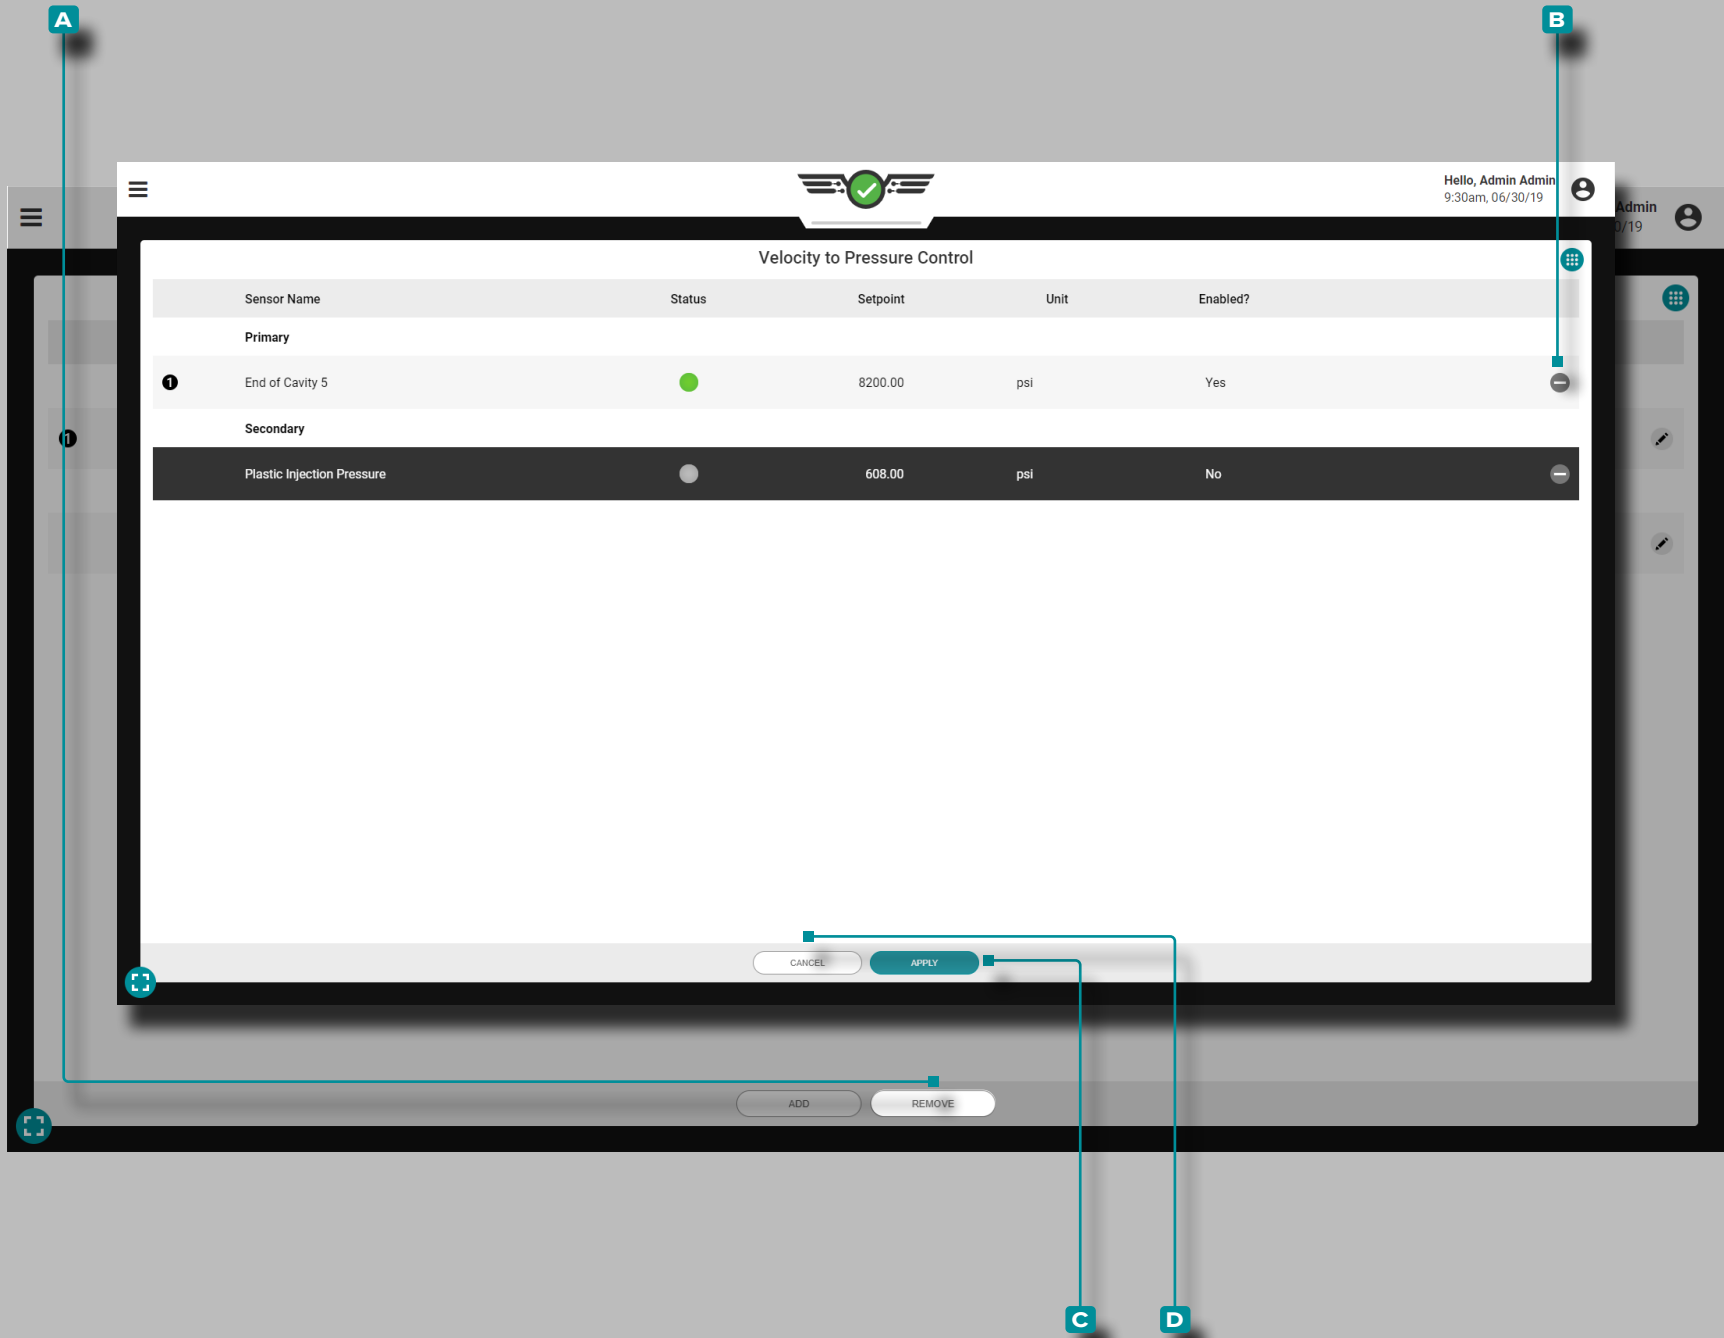 A
B
Hello, Admin Admin
9:30am, 06/30/19
Admin
0/19
Velocity to Pressure Control
Sensor Name Status Setpoint Unit Enabled?
Primary
1 End of Cavity 5 8200.00 psi Yes
1
Secondary
Plastic Injection Pressure 608.00 psi No
CANCEL APPLY
ADD REMOVE
C D